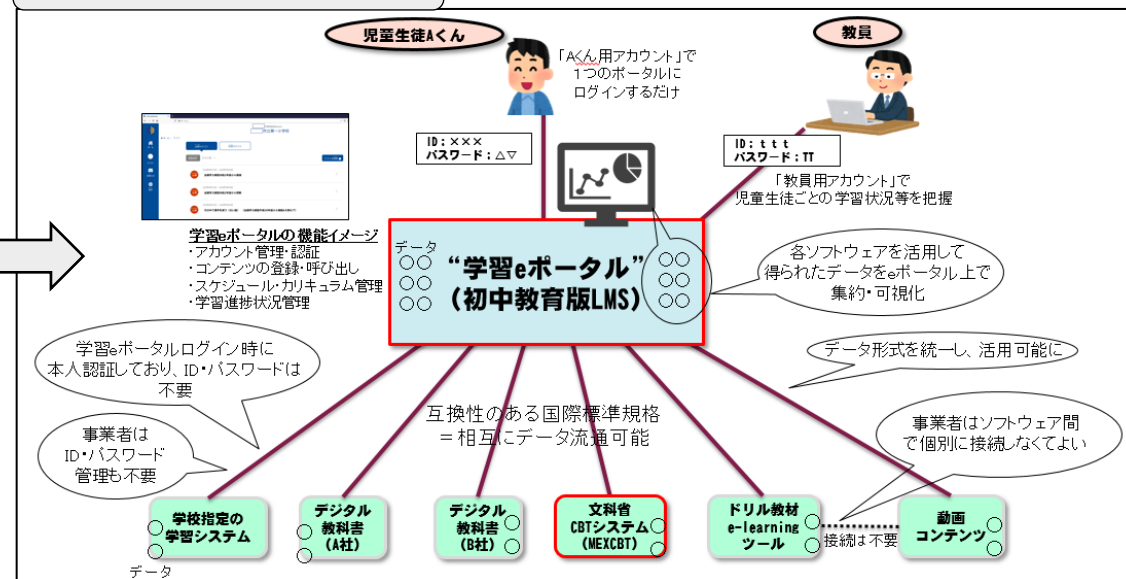 児童生徒Aくん
教員
「Aくん用アカウント」で
1つのポータルに
ログインするだけ
ID：×××
パスワード：△▽
ID：ｔｔｔ
パスワード：TT
「教員用アカウント」で
児童生徒ごとの学習状況等を把握
学習eポータルの機能イメージ
・アカウント管理・認証
・コンテンツの登録・呼び出し
・スケジュール・カリキュラム管理
・学習進捗状況管理
データ
“学習eポータル”
（初中教育版LMS）
各ソフトウェアを活用して
得られたデータをeポータル上で
集約・可視化
学習eポータルログイン時に
本人認証しており、ID・パスワードは
不要
データ形式を統一し、活用可能に
互換性のある国際標準規格
＝相互にデータ流通可能
事業者は
ID・パスワード
管理も不要
事業者はソフトウェア間
で個別に接続しなくてよい
学校指定の
学習システム
デジタル
教科書
（A社）
デジタル
教科書
（B社）
文科省
CBTシステム
（MEXCBT）
ドリル教材
e-learning
ツール
接続は不要
動画
コンテンツ
データ